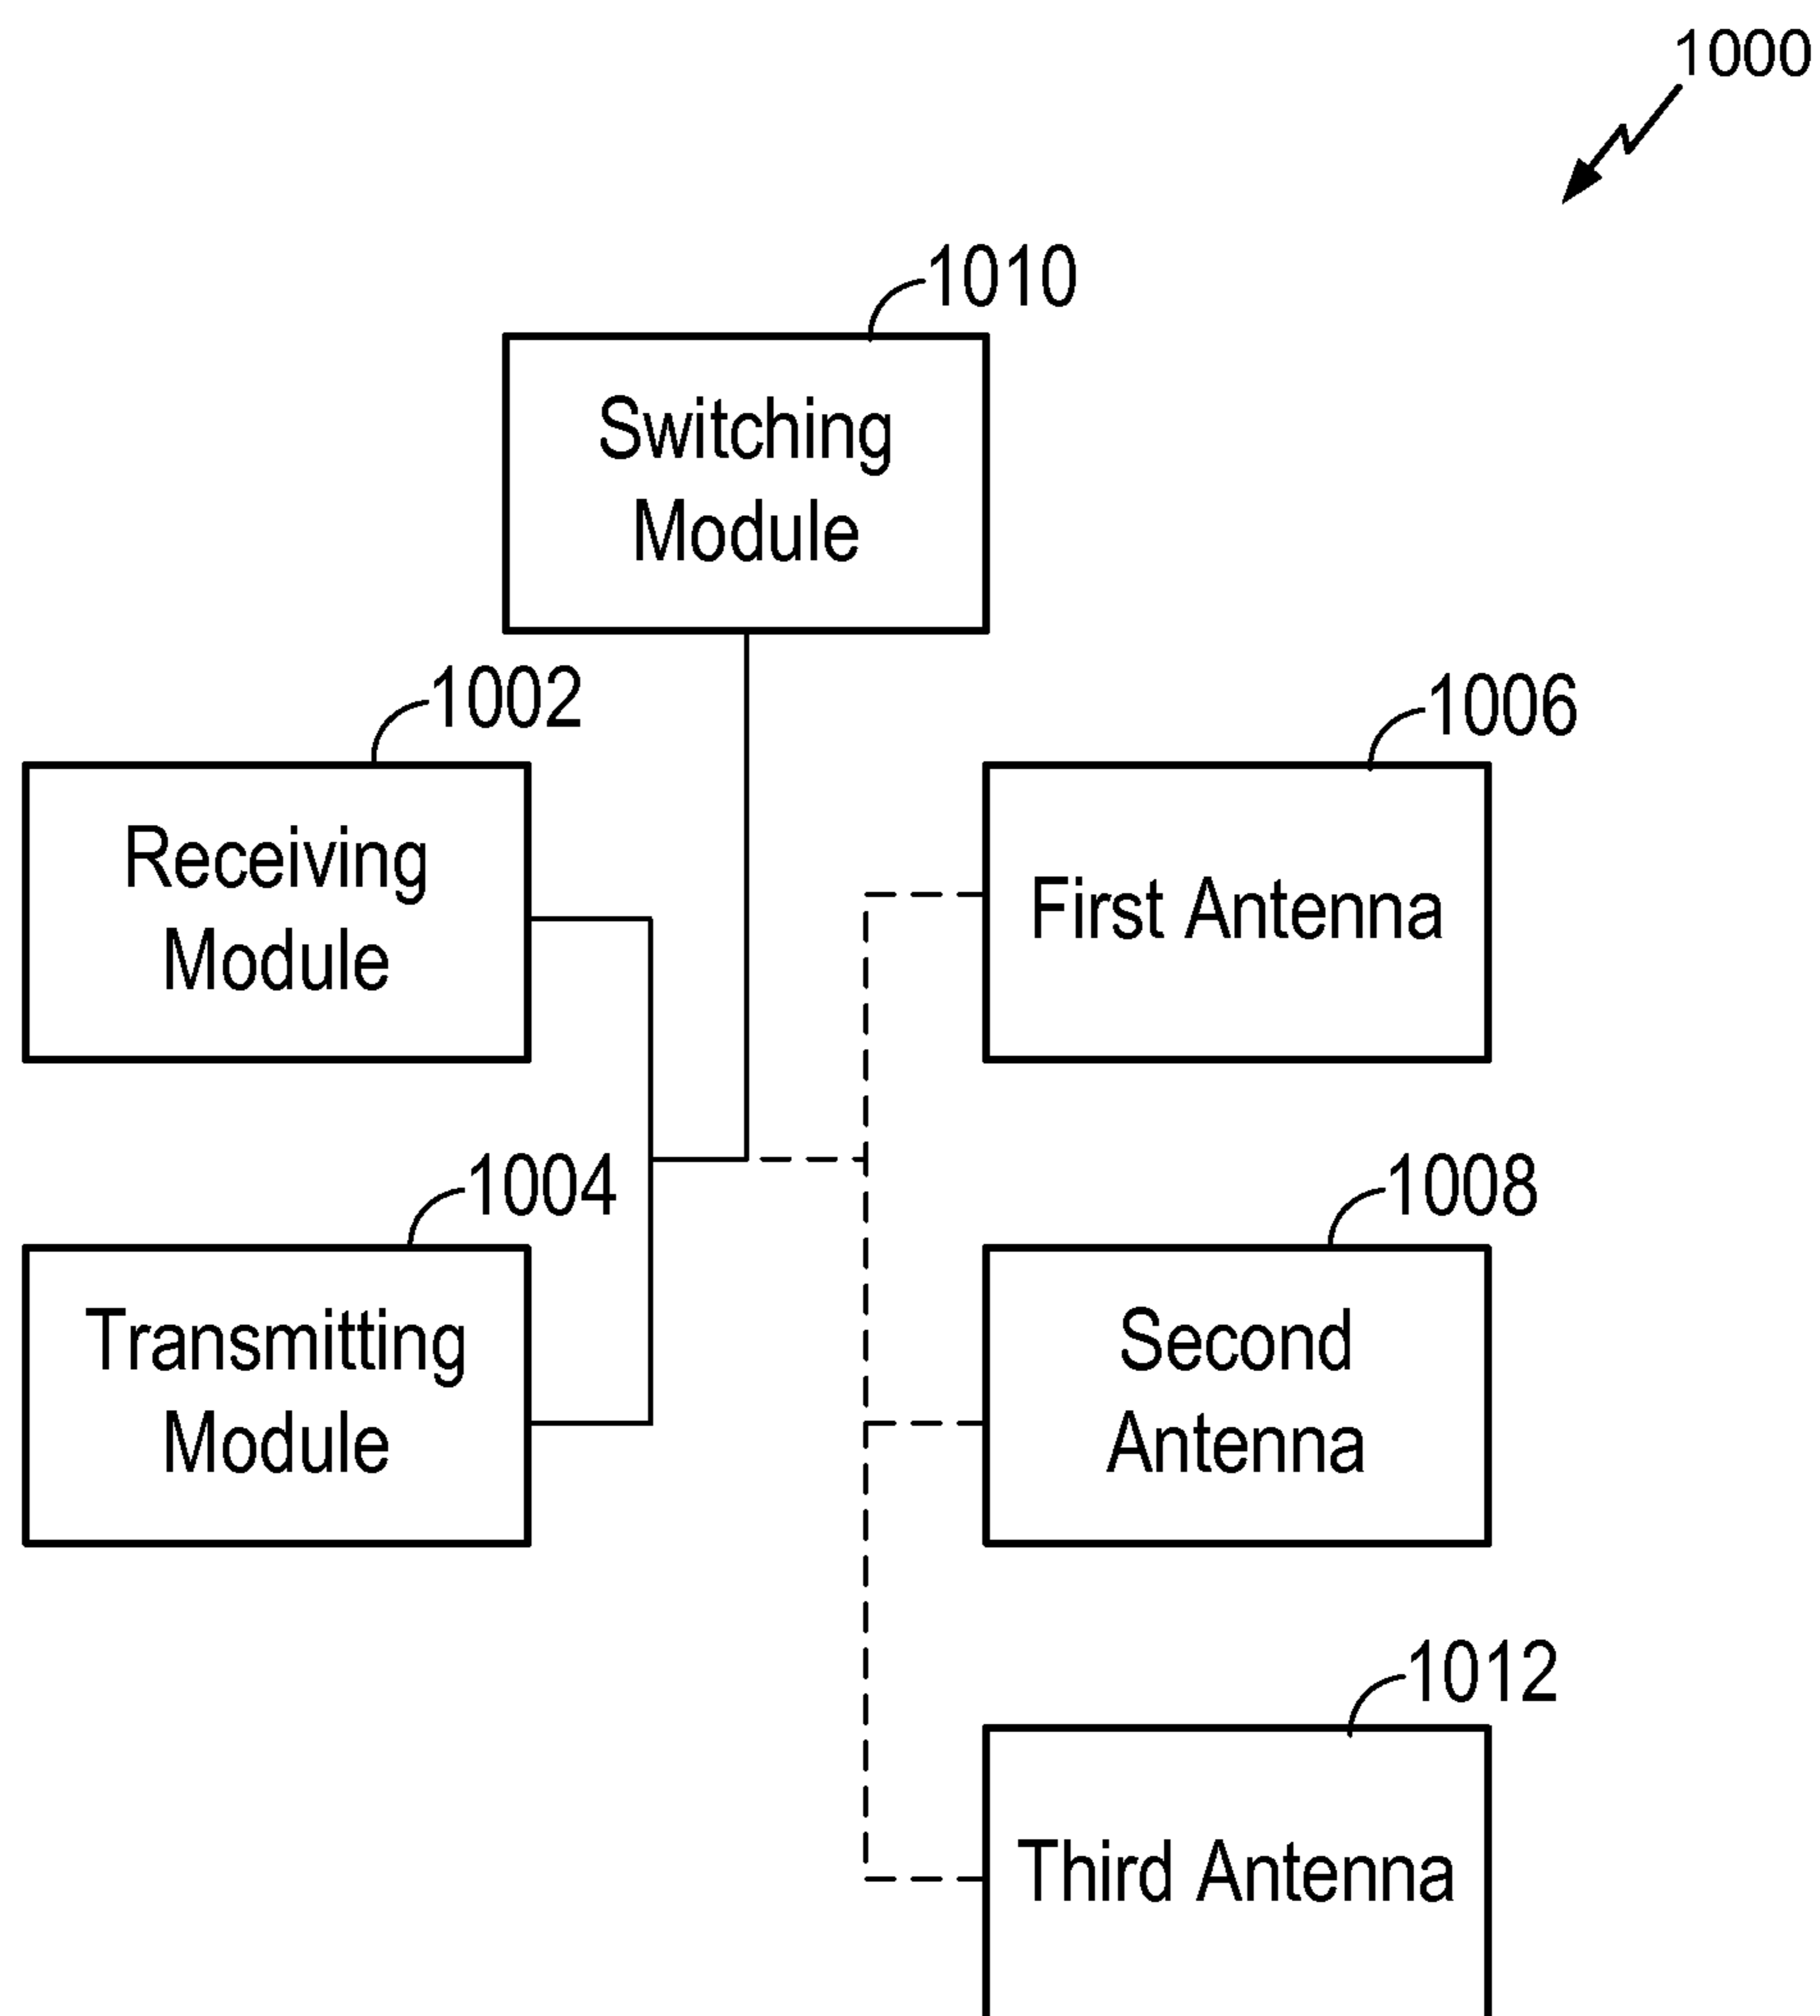 1000
1010
Switching
Module
1002
Receiving
Module
1006
First Antenna
1004
Transmitting
Module
1008
Second
Antenna
1012
Third Antenna